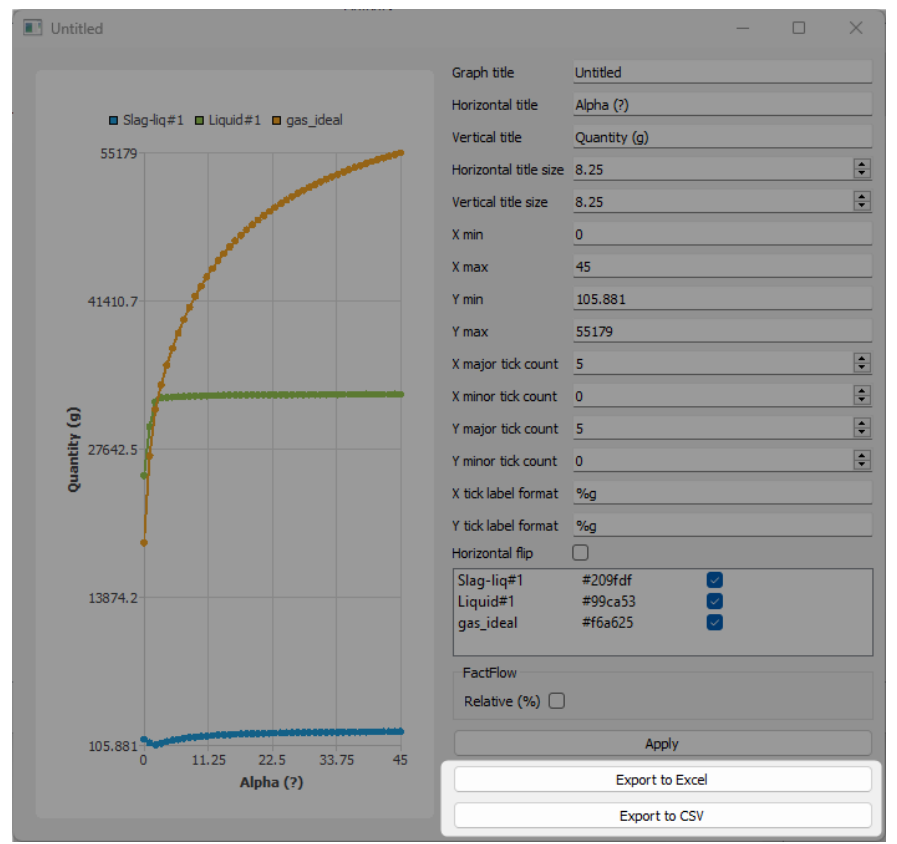 Untitled
Slag-liq#1 Liquid#1 gas_ideal
55179
41410.7
27642.5
13874.2
105.881
Quantity (g)
0 11.25 22.5 33.75 45
Alpha (?)
Graph title Untitled
Horizontal title Alpha (?)
Vertical title Quantity (g)
Horizontal title size 8.25
Vertical title size 8.25
X min 0
X max 45
Y min 105.881
Y max 55179
X major tick count 5
X minor tick count 0
Y major tick count 5
Y minor tick count 0
X tick label format %g
Y tick label format %g
Horizontal flip
Slag-liq#1 #209fdf
Liquid#1 #99ca53
gas_ideal #f6a625
FactFlow
Relative (%)
Apply
Export to Excel
Export to CSV